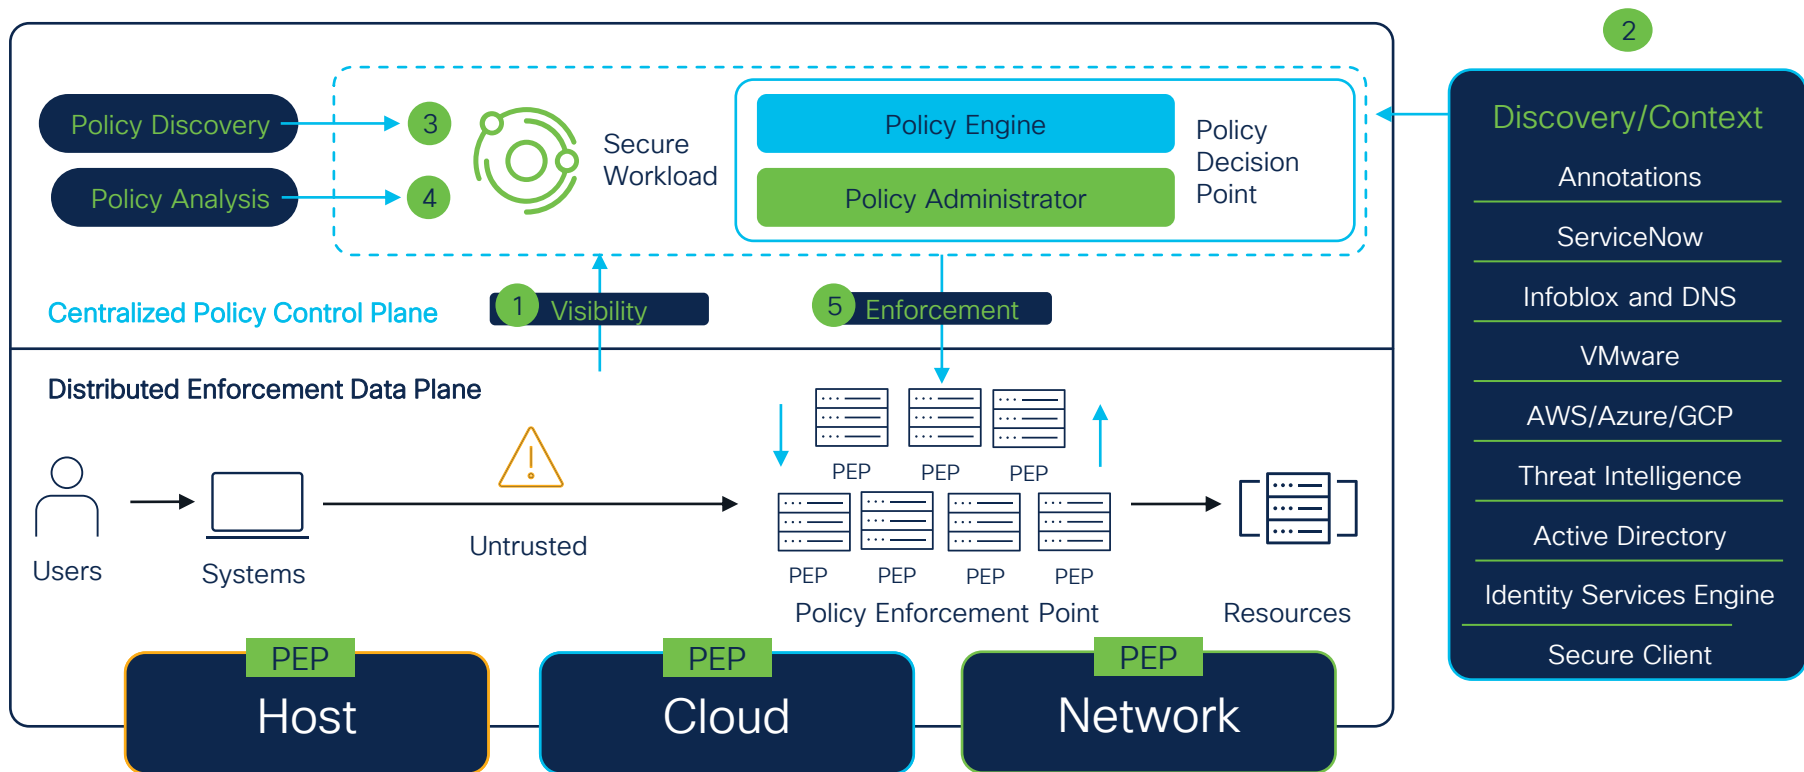 2
Policy Discovery
3
Policy Analysis
4
Secure
Workload
Policy Engine
Policy Administrator
Policy
Decision
Point
Centralized Policy Control Plane
1 Visibility
5 Enforcement
Distributed Enforcement Data Plane
Users
Systems
Untrusted
PEP PEP PEP
PEP PEP PEP PEP
Policy Enforcement Point
Resources
PEP
Host
PEP
Cloud
PEP
Network
Discovery/Context
Annotations
ServiceNow
Infoblox and DNS
VMware
AWS/Azure/GCP
Threat Intelligence
Active Directory
Identity Services Engine
Secure Client